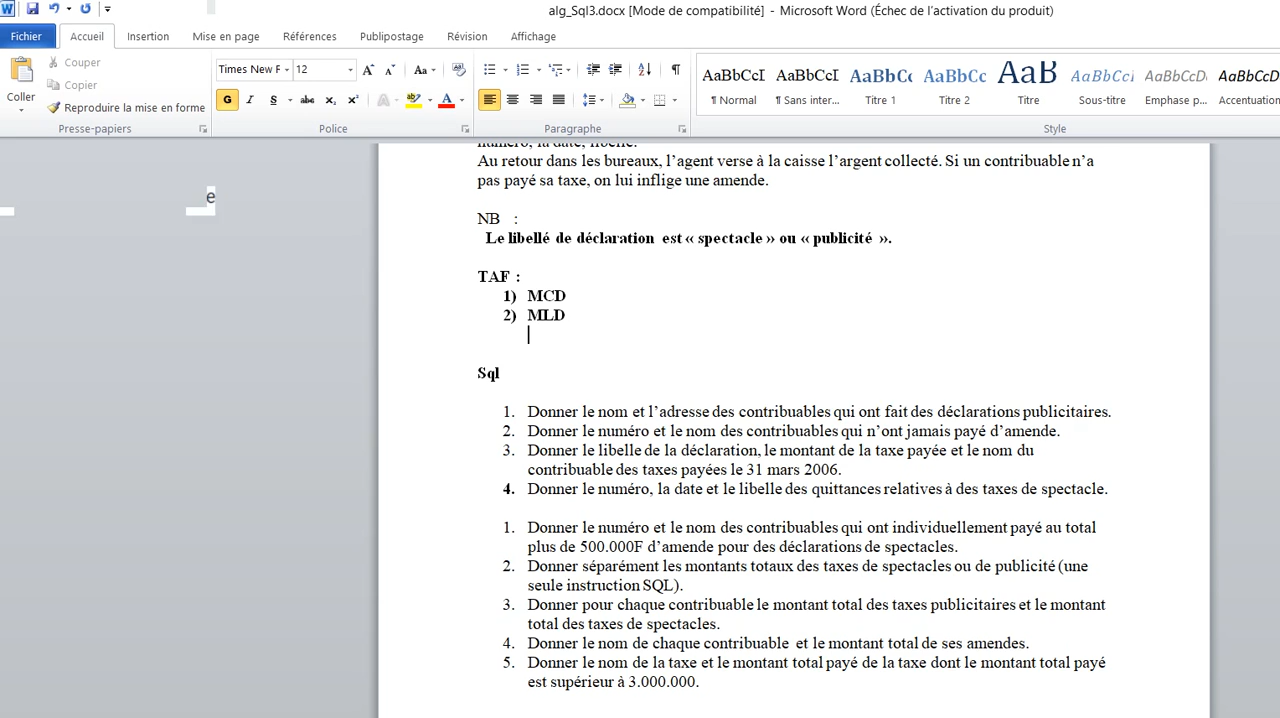 alg_Sql3.docx [Mode de compatibilité] - Microsoft Word (Échec de l'activation du produit)
Fichier Accueil Insertion Mise en page Références Publipostage Révision Affichage
Coller
Couper
Copier
Reproduire la mise en forme
Presse-papiers
Times New F 12
G I S abc x₂ x² A ab A
Police
Paragraphe
AaBbCcI AaBbCcI AaBbCc AaBbCc AaB AaBbCcI AaBbCcD AaBbCcD
¶ Normal ¶ Sans inter... Titre 1 Titre 2 Titre Sous-titre Emphase p... Accentuation
Style
e
numéro, la date, libelle.
Au retour dans les bureaux, l'agent verse à la caisse l'argent collecté. Si un contribuable n'a
pas payé sa taxe, on lui inflige une amende.
NB :
Le libellé de déclaration est « spectacle » ou « publicité ».
TAF :
1) MCD
2) MLD
Sql
1. Donner le nom et l'adresse des contribuables qui ont fait des déclarations publicitaires.
2. Donner le numéro et le nom des contribuables qui n'ont jamais payé d'amende.
3. Donner le libelle de la déclaration, le montant de la taxe payée et le nom du
contribuable des taxes payées le 31 mars 2006.
4. Donner le numéro, la date et le libelle des quittances relatives à des taxes de spectacle.
1. Donner le numéro et le nom des contribuables qui ont individuellement payé au total
plus de 500.000F d'amende pour des déclarations de spectacles.
2. Donner séparément les montants totaux des taxes de spectacles ou de publicité (une
seule instruction SQL).
3. Donner pour chaque contribuable le montant total des taxes publicitaires et le montant
total des taxes de spectacles.
4. Donner le nom de chaque contribuable et le montant total de ses amendes.
5. Donner le nom de la taxe et le montant total payé de la taxe dont le montant total payé
est supérieur à 3.000.000.